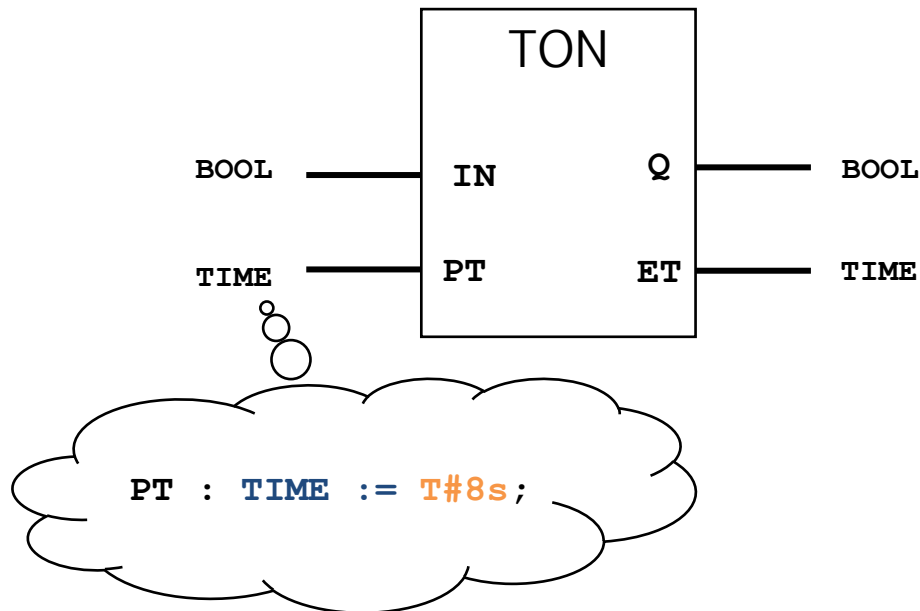 TON
BOOL IN Q BOOL
TIME PT ET TIME
PT : TIME := T#8s;